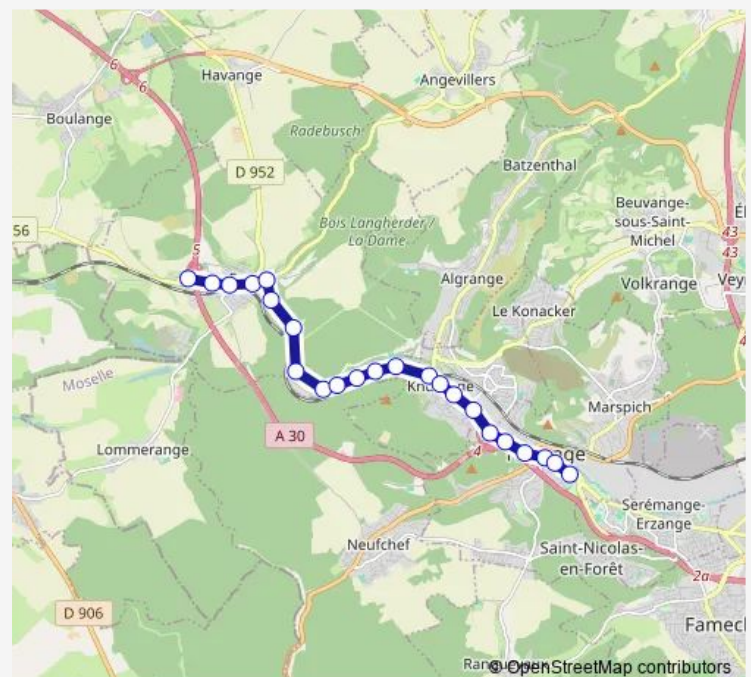 6
6
Havange
Angevillers
Boulange
Radebusch
D 952
Batzenthal
Bois Langherder /
La Dame
Beuvange-
sous-Saint-
Michel
43
43
56
5
Algrange
Volkrange
Le Konacker
Moselle
Marspich
A 30
Lommerange
4
Serémange-
Erzange
Neufchef
Saint-Nicolas-
en-Forêt
2a
D 906
© OpenStreetMap contributors